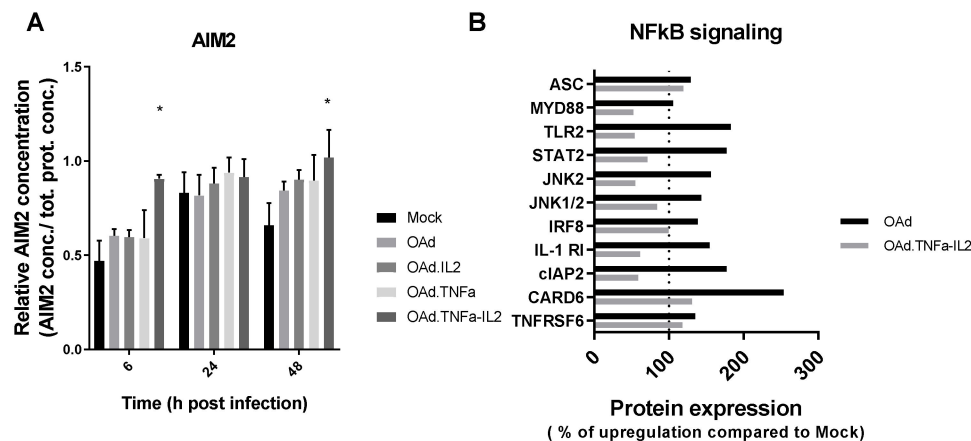 A
AIM2
Relative AIM2 concentration
(AIM2 conc./ tot. prot. conc.)
1.5
1.0
0.5
0.0
*
*
6
24
48
Time (h post infection)
Mock
OAd
OAd.IL2
OAd.TNFa
OAd.TNFa-IL2
B
NFkB signaling
ASC
MYD88
TLR2
STAT2
JNK2
JNK1/2
IRF8
IL-1 RI
cIAP2
CARD6
TNFRSF6
0
100
200
300
Protein expression
( % of upregulation compared to Mock)
OAd
OAd.TNFa-IL2